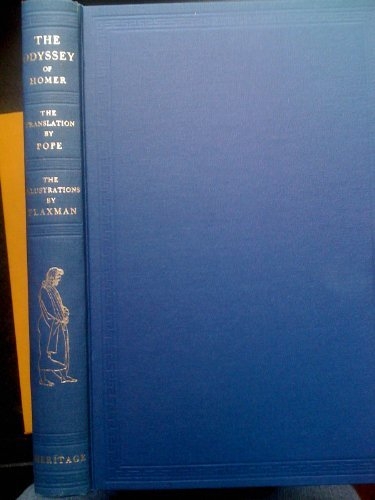 THE
ODYSSEY
OF
HOMER
THE
TRANSLATION
BY
POPE
THE
ILLUSTRATIONS
BY
FLAXMAN
HERITAGE